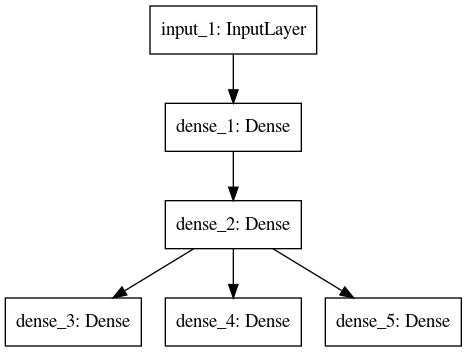 input_1: InputLayer
dense_1: Dense
dense_2: Dense
dense_3: Dense
dense_4: Dense
dense_5: Dense